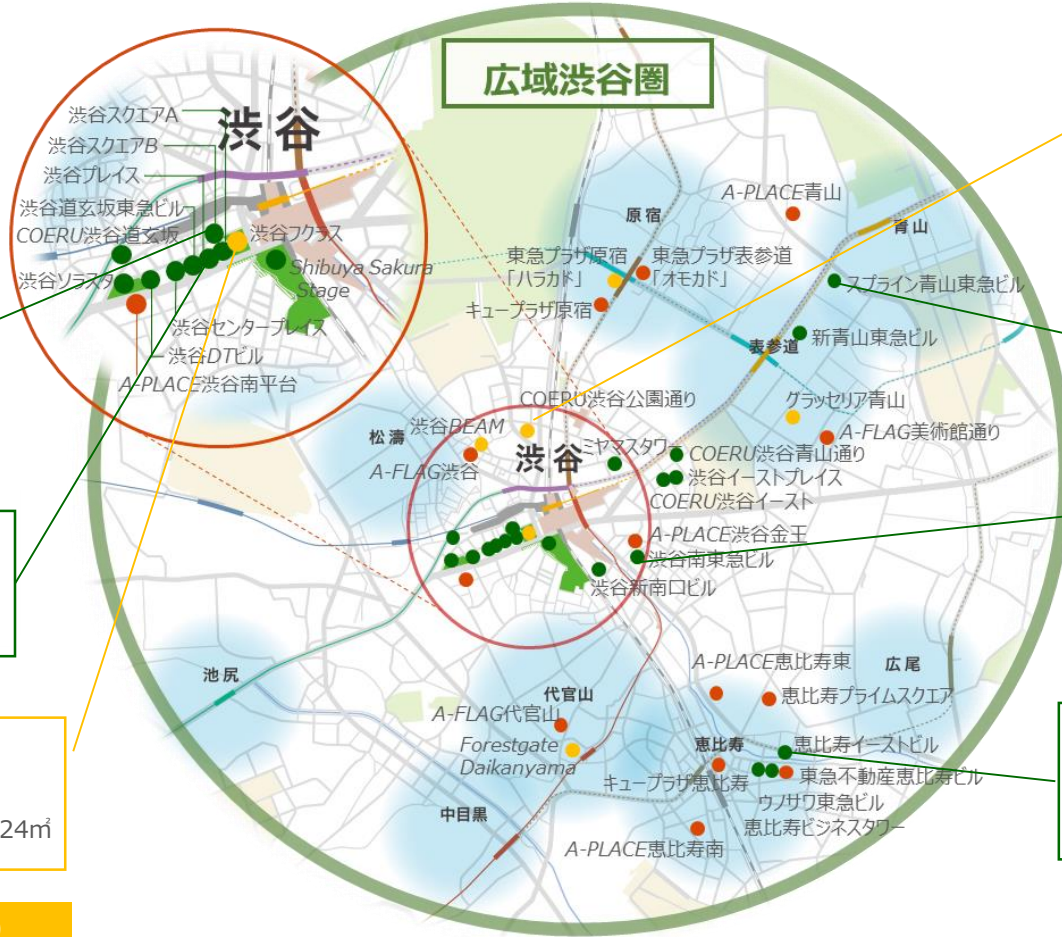 広域渋谷圏
渋谷スクエアA
渋谷
渋谷スクエアB
渋谷プレイス
渋谷道玄坂東急ビル
COERU渋谷道玄坂
渋谷フクラス
渋谷ソラスタ
Shibuya Sakura
Stage
渋谷センタープレイス
渋谷DTビル
A-PLACE渋谷南平台
原宿
A-PLACE青山
青山
東急プラザ原宿
「ハラカド」
東急プラザ表参道
「オモカド」
キュープラザ原宿
スプライン青山東急ビル
表参道
新青山東急ビル
グラッセリア青山
A-FLAG美術館通り
COERU渋谷公園通り
松濤
渋谷BEAM
A-FLAG渋谷
渋谷
ミヤマスタワー
COERU渋谷青山通り
渋谷イーストプレイス
COERU渋谷イースト
A-PLACE渋谷金王
渋谷南東急ビル
渋谷新南口ビル
池尻
代官山
A-FLAG代官山
Forestgate
Daikanyama
中目黒
A-PLACE恵比寿東
広尾
恵比寿プライムスクエア
恵比寿
恵比寿イーストビル
キュープラザ恵比寿
東急不動産恵比寿ビル
ウノサワ東急ビル
恵比寿ビジネスタワー
A-PLACE恵比寿南
24㎡